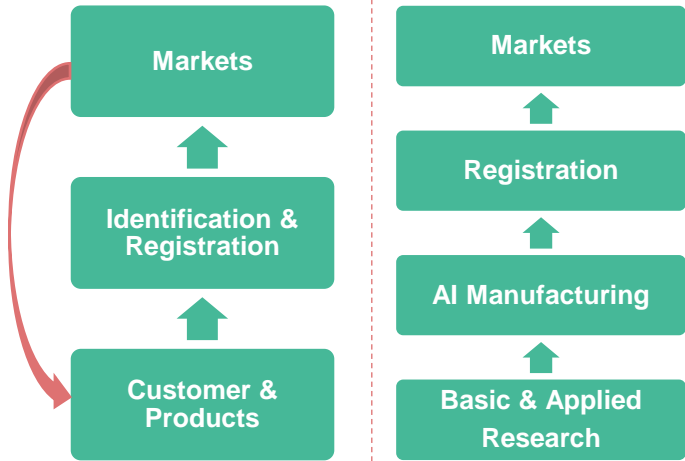 Markets
Identification &
Registration
Customer &
Products
Markets
Registration
AI Manufacturing
Basic & Applied
Research